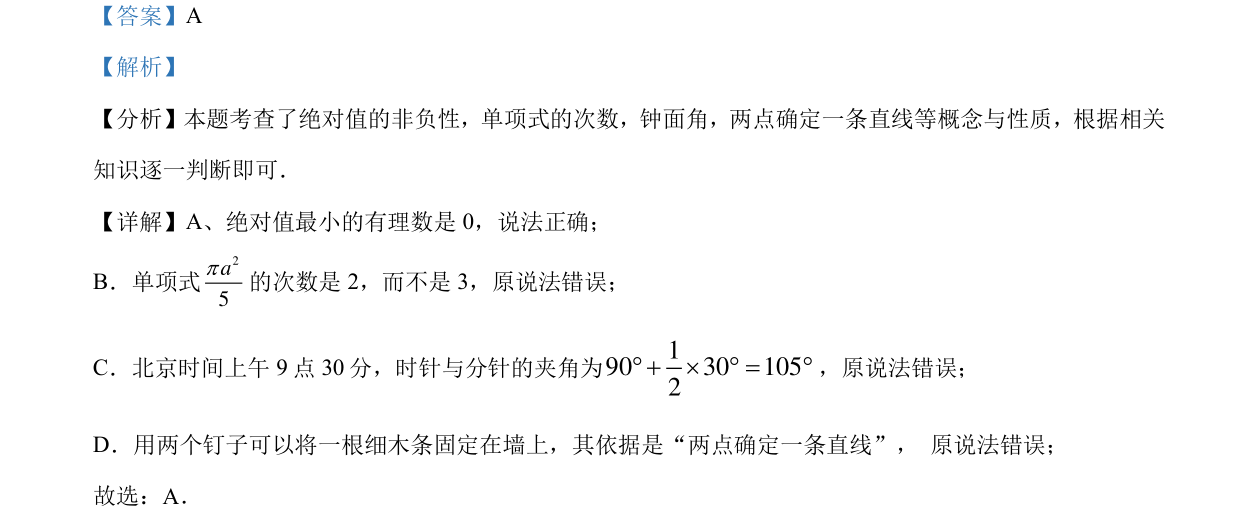 【答案】A
【解析】
【分析】本题考查了绝对值的非负性，单项式的次数，钟面角，两点确定一条直线等概念与性质，根据相关
知识逐一判断即可．
【详解】A、绝对值最小的有理数是 0，说法正确；
B．单项式 $\frac{\pi a^2}{5}$ 的次数是 2，而不是 3，原说法错误；
C．北京时间上午 9 点 30 分，时针与分针的夹角为 $90° + \frac{1}{2} \times 30° = 105°$，原说法错误；
D．用两个钉子可以将一根细木条固定在墙上，其依据是“两点确定一条直线”， 原说法错误；
故选：A．